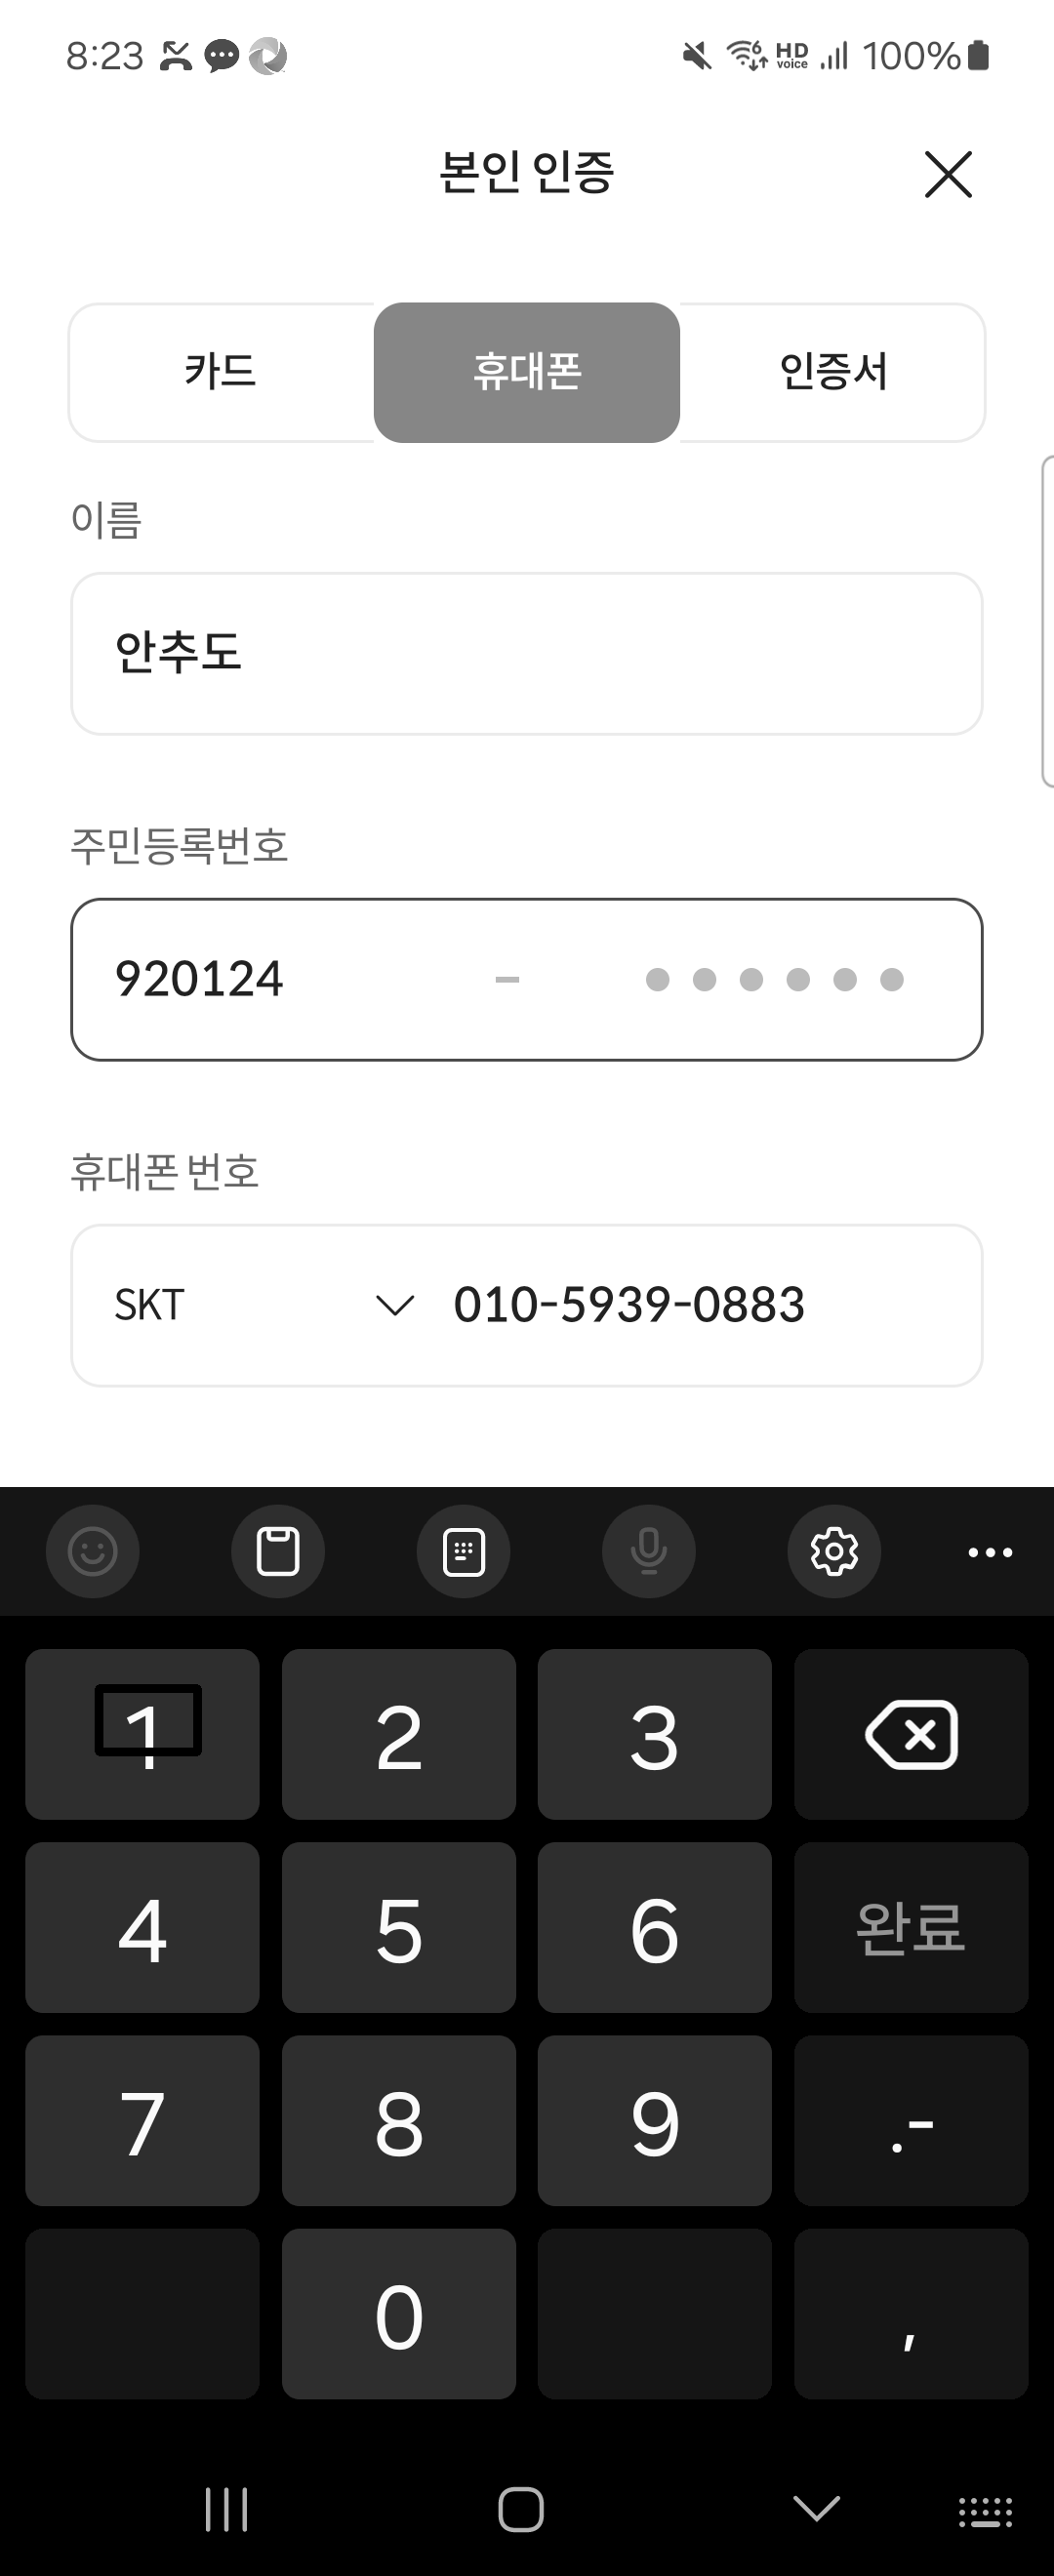 8:23 HD voice 100%
본인 인증
카드 휴대폰 인증서
이름
안추도
주민등록번호
920124 - ●●●●●●
휴대폰 번호
SKT 010-5939-0883
1 2 3
4 5 6 완료
7 8 9 .-
0 ,